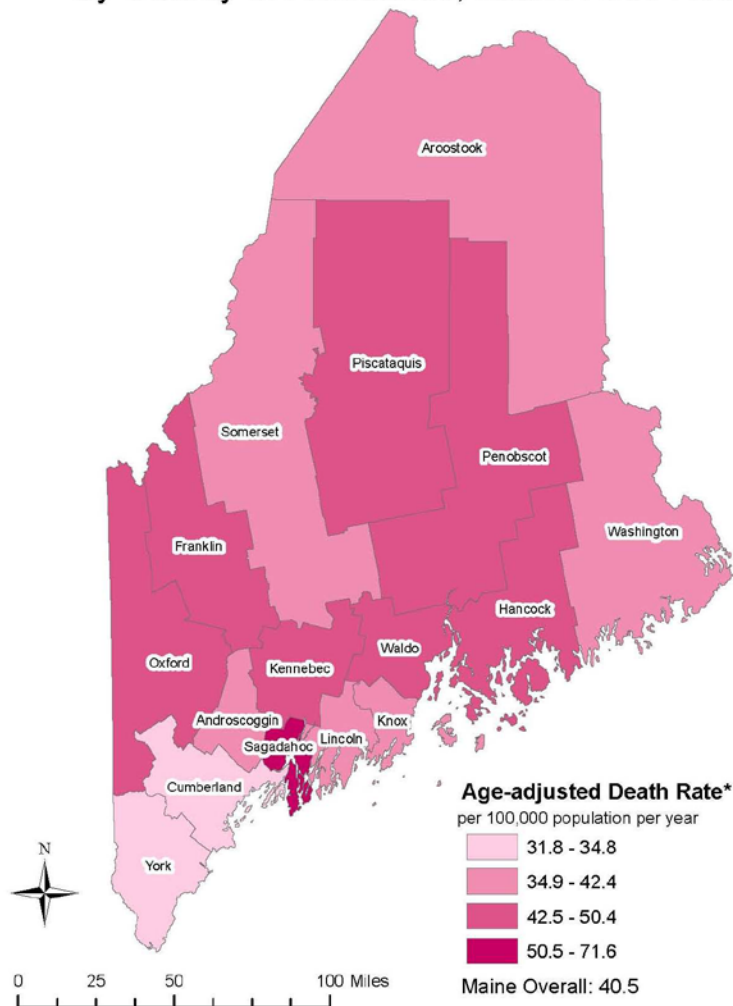 Aroostook
Piscataquis
Somerset
Penobscot
Washington
Franklin
Hancock
Waldo
Oxford
Kennebec
Androscoggin
Knox
Lincoln
Sagadahoc
Cumberland
York
N
Age-adjusted Death Rate*
per 100,000 population per year
31.8 - 34.8
34.9 - 42.4
42.5 - 50.4
50.5 - 71.6
Maine Overall: 40.5
0 25 50 100 Miles